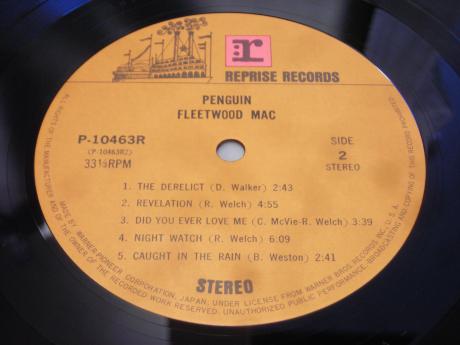 r
REPRISE RECORDS
PENGUIN
FLEETWOOD MAC
P-10463R
(P-10463R2)
33⅓RPM
SIDE
2
STEREO
1. THE DERELICT (D. Walker) 2:43
2. REVELATION (R. Welch) 4:55
3. DID YOU EVER LOVE ME (C. McVie-R. Welch) 3:39
4. NIGHT WATCH (R. Welch) 6:09
5. CAUGHT IN THE RAIN (B. Weston) 2:41
STEREO
MADE BY WARNER-PIONEER CORPORATION, JAPAN, UNDER LICENSE FROM WARNER BROS. RECORDS INC., U.S.A.
ALL RIGHTS OF THE MANUFACTURER AND OF THE OWNER OF THE RECORDED WORK RESERVED. UNAUTHORIZED PUBLIC PERFORMANCE, BROADCASTING AND COPYING OF THIS RECORD PROHIBITED